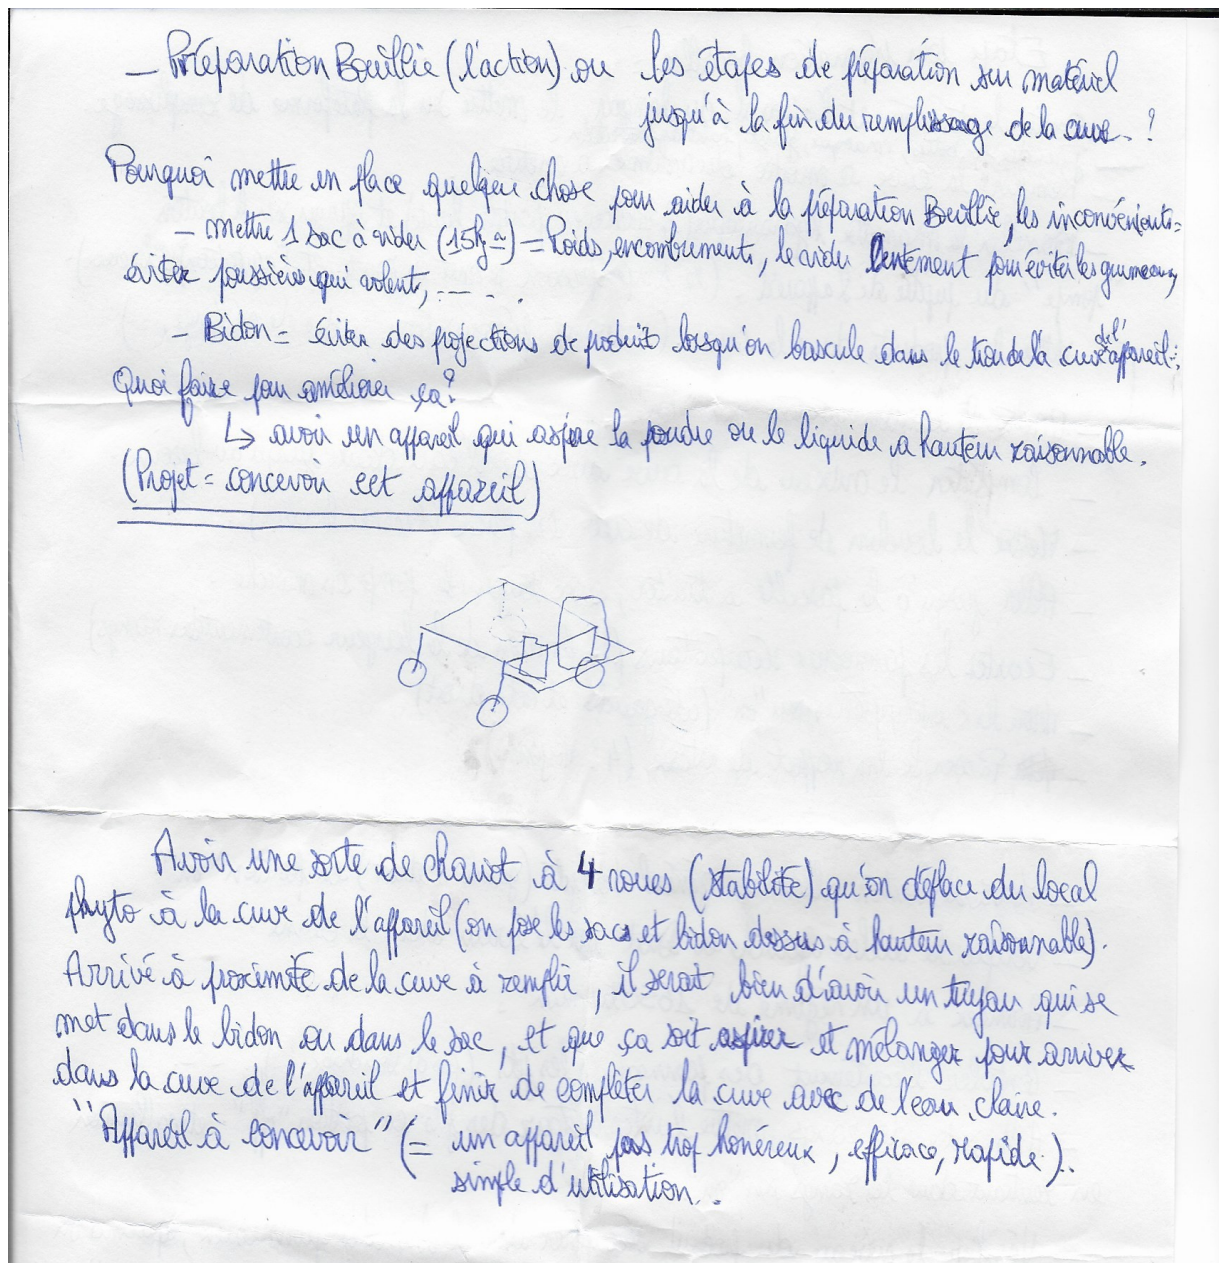 — Préparation Bouillie (l'action) ou les étapes de préparation sur matériel
jusqu'à la fin du remplissage de la cuve. !
Pourquoi mettre en place quelque chose pour aider à la préparation Bouillie, les inconvénients =
— mettre 1 sac à vider (15kg ≃) = Poids, encombrements, le vider lentement pour éviter les grumeaux,
éviter poussière qui volent, --- .
— Bidon = éviter des projections de produit lorsqu'on bascule dans le trou de la cuve de l'appareil.
Quoi faire pour améliorer ça ?
↳ avoir un appareil qui aspire la poudre ou le liquide a hauteur raisonnable.
(Projet = concevoir cet appareil)
Avoir une sorte de chariot à 4 roues (stabilité) qu'on déplace du local
phyto à la cuve de l'appareil (on pose les sacs et bidon dessus à hauteur raisonnable).
Arrivé à proximité de la cuve à remplir, il serait bien d'avoir un tuyau qui se
met dans le bidon ou dans le sac, et que ça soit aspirer et mélanger pour arriver
dans la cuve de l'appareil et finir de compléter la cuve avec de l'eau claire.
"Appareil à concevoir" (= un appareil pas trop honéreux, efficace, rapide).
simple d'utilisation..